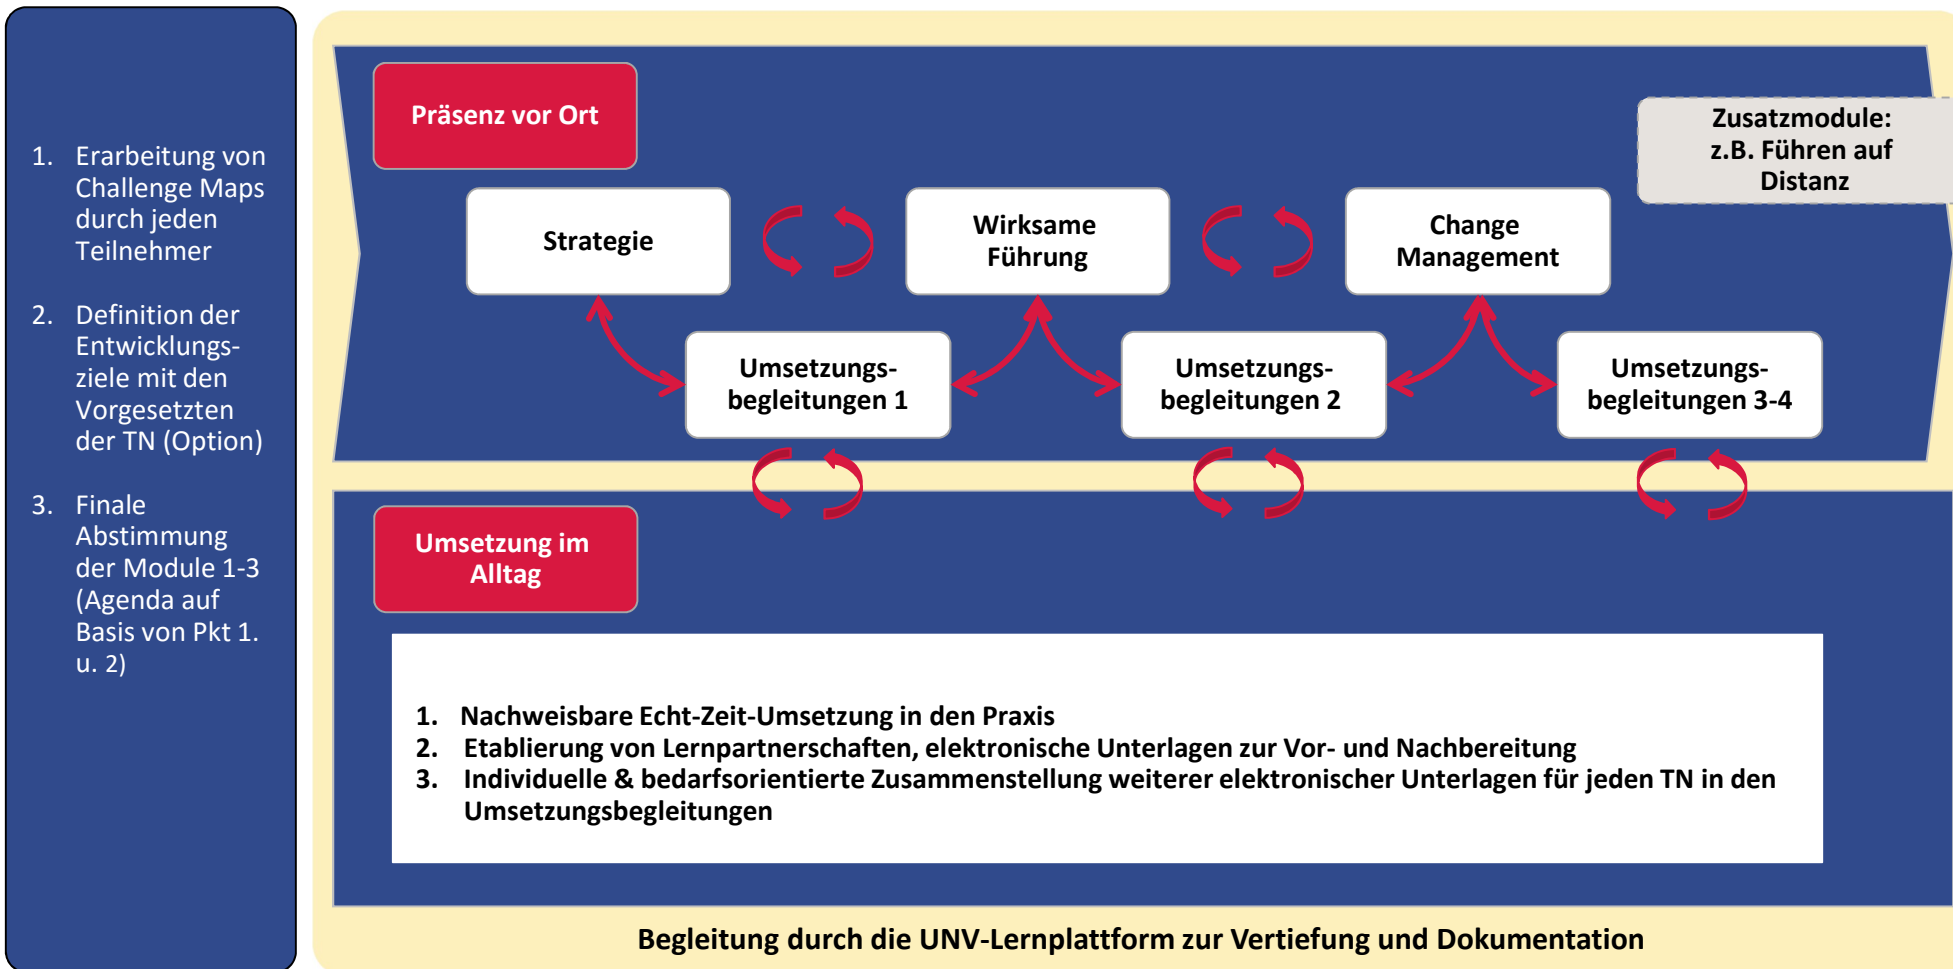 1. Erarbeitung von
Challenge Maps
durch jeden
Teilnehmer
2. Definition der
Entwicklungs-
ziele mit den
Vorgesetzten
der TN (Option)
3. Finale
Abstimmung
der Module 1-3
(Agenda auf
Basis von Pkt 1.
u. 2)
Präsenz vor Ort
Zusatzmodule:
z.B. Führen auf
Distanz
Strategie
Wirksame
Führung
Change
Management
Umsetzungs-
begleitungen 1
Umsetzungs-
begleitungen 2
Umsetzungs-
begleitungen 3-4
Umsetzung im
Alltag
1. Nachweisbare Echt-Zeit-Umsetzung in den Praxis
2. Etablierung von Lernpartnerschaften, elektronische Unterlagen zur Vor- und Nachbereitung
3. Individuelle & bedarfsorientierte Zusammenstellung weiterer elektronischer Unterlagen für jeden TN in den
Umsetzungsbegleitungen
Begleitung durch die UNV-Lernplattform zur Vertiefung und Dokumentation